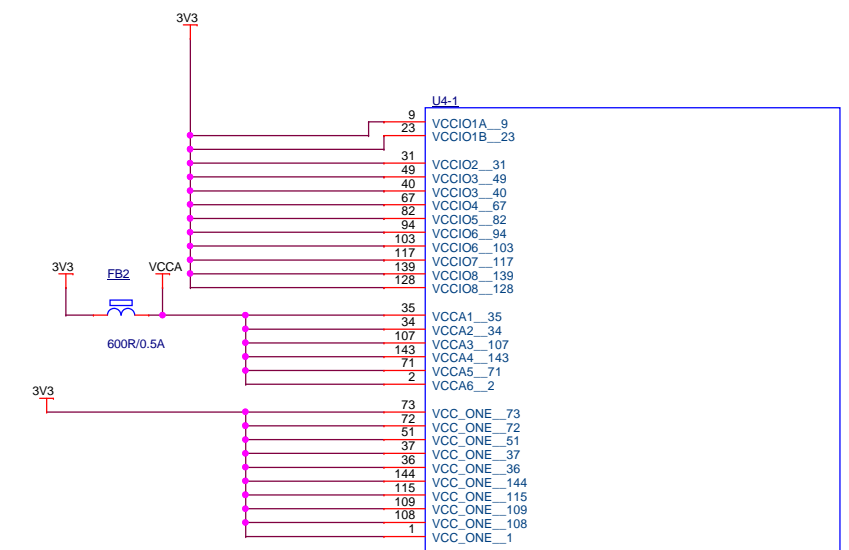 3V3
U4-1
9 VCCIO1A__9
23 VCCIO1B__23
31 VCCIO2__31
49 VCCIO3__49
40 VCCIO3__40
67 VCCIO4__67
82 VCCIO5__82
94 VCCIO6__94
103 VCCIO6__103
117 VCCIO7__117
139 VCCIO8__139
128 VCCIO8__128
3V3
FB2
VCCA
600R/0.5A
35 VCCA1__35
34 VCCA2__34
107 VCCA3__107
143 VCCA4__143
71 VCCA5__71
2 VCCA6__2
3V3
73 VCC_ONE__73
72 VCC_ONE__72
51 VCC_ONE__51
37 VCC_ONE__37
36 VCC_ONE__36
144 VCC_ONE__144
115 VCC_ONE__115
109 VCC_ONE__109
108 VCC_ONE__108
1 VCC_ONE__1